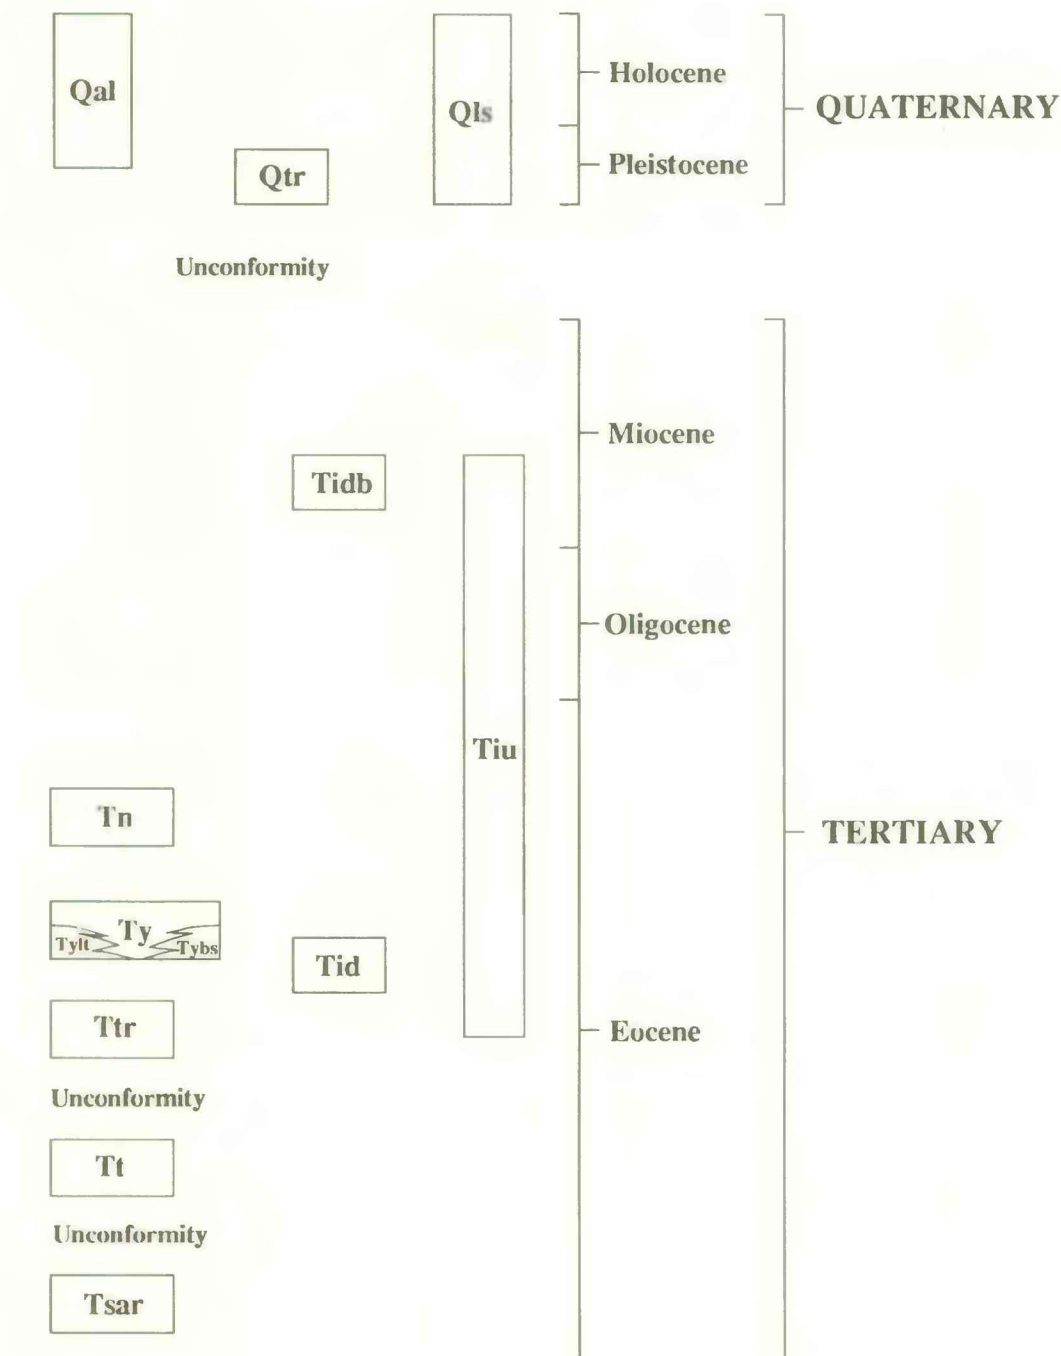 Qal
Qls
Holocene
QUATERNARY
Pleistocene
Qtr
Unconformity
Miocene
Tidb
Oligocene
Tiu
Tn
TERTIARY
Ty
Tylt
Tybs
Tid
Ttr
Eocene
Unconformity
Tt
Unconformity
Tsar